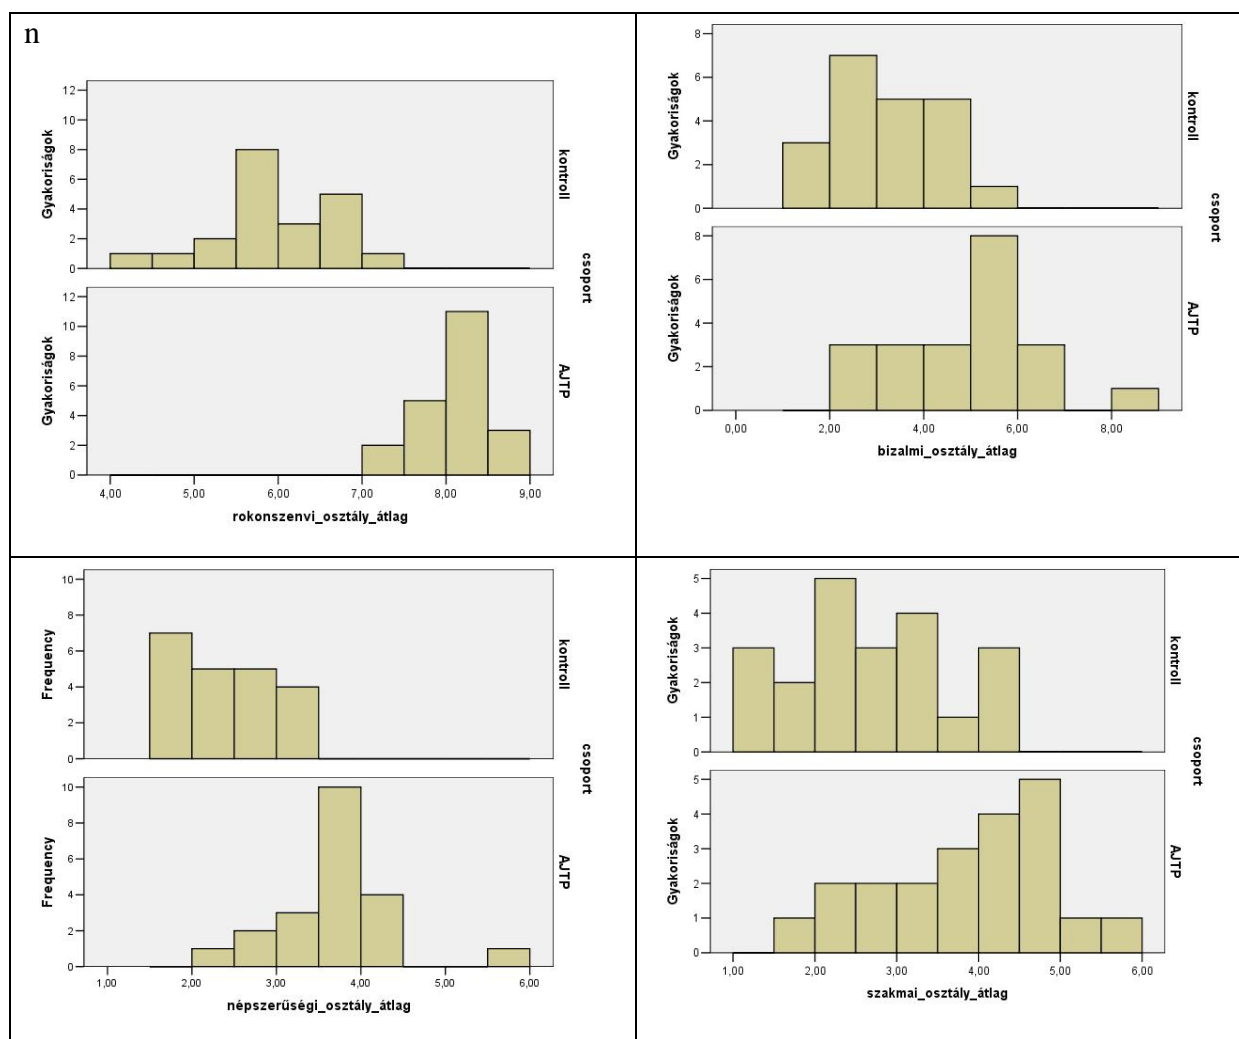 n
12
10
8
6
4
2
0
Gyakoriságok
kontroll
12
10
8
6
4
2
0
Gyakoriságok
AJTP
csoport
4,00 5,00 6,00 7,00 8,00 9,00
rokonszenvi_osztály_átlag
8
6
4
2
0
Gyakoriságok
kontroll
8
6
4
2
0
Gyakoriságok
AJTP
csoport
0,00 2,00 4,00 6,00 8,00
bizalmi_osztály_átlag
10
8
6
4
2
0
Frequency
kontroll
10
8
6
4
2
0
Frequency
AJTP
csoport
1,00 2,00 3,00 4,00 5,00 6,00
népszerűségi_osztály_átlag
5
4
3
2
1
0
Gyakoriságok
kontroll
5
4
3
2
1
0
Gyakoriságok
AJTP
csoport
1,00 2,00 3,00 4,00 5,00 6,00
szakmai_osztály_átlag